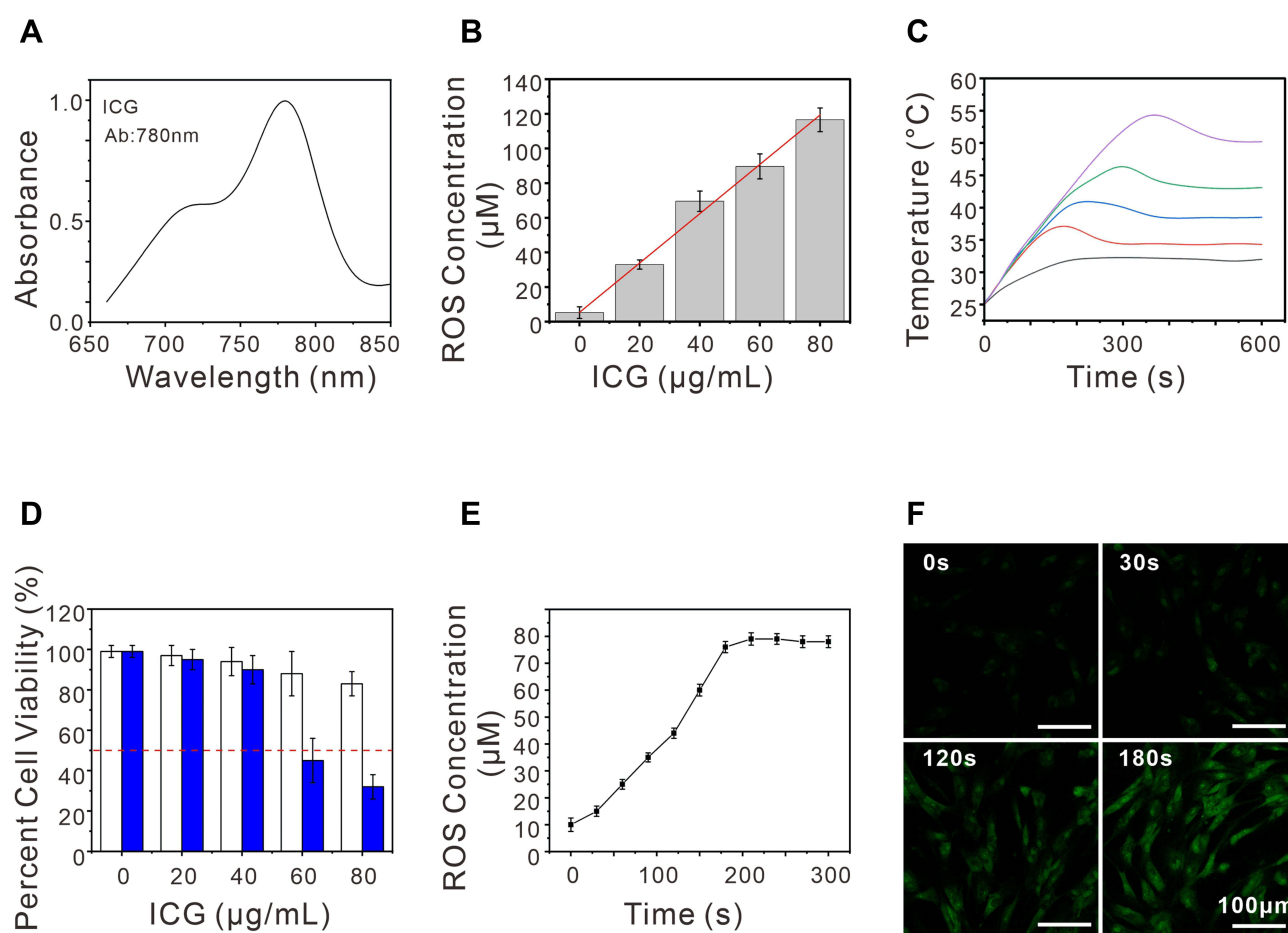 A
ICG
Ab:780nm
Absorbance
1.0
0.5
0.0
650 700 750 800 850
Wavelength (nm)
B
ROS Concentration
(µM)
140
120
100
80
60
40
20
0
0 20 40 60 80
ICG (µg/mL)
C
Temperature (°C)
60
55
50
45
40
35
30
25
0 300 600
Time (s)
D
Percent Cell Viability (%)
120
100
80
60
40
20
0
0 20 40 60 80
ICG (µg/mL)
E
ROS Concentration
(µM)
80
70
60
50
40
30
20
10
0
0 100 200 300
Time (s)
F
0s
30s
120s
180s
100µm